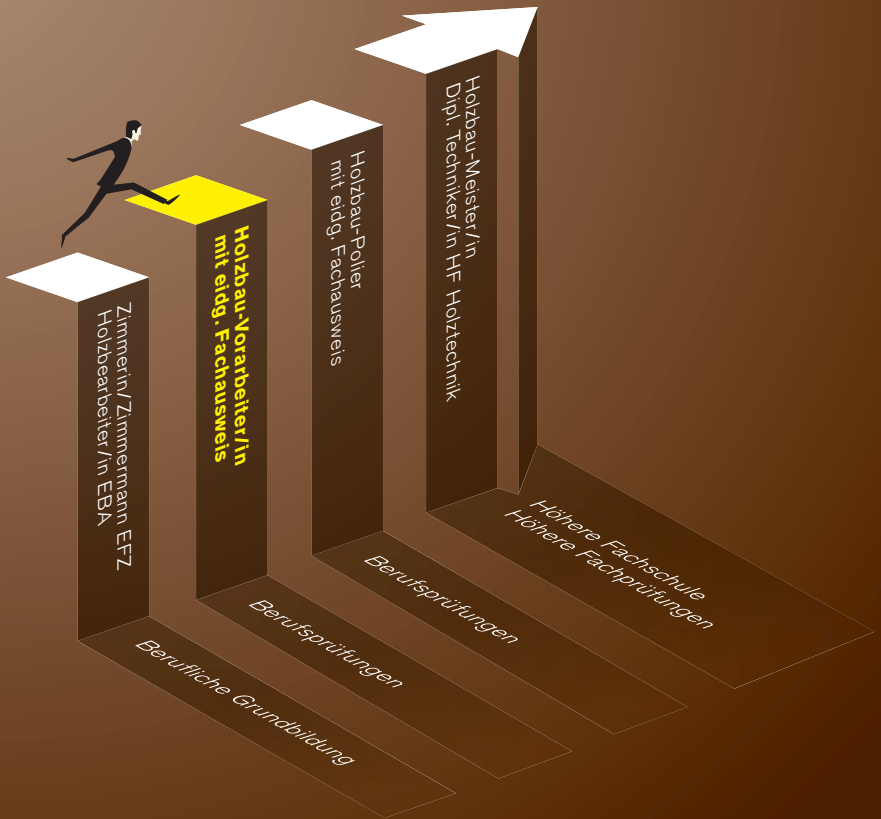 Zimmerin/Zimmermann EFZ
Holzbearbeiter/in EBA
Holzbau-Vorarbeiter/in
mit eidg. Fachausweis
Holzbau-Polier
mit eidg. Fachausweis
Holzbau-Meister/in
Dipl. Techniker/in HF Holztechnik
Berufliche Grundbildung
Berufsprüfungen
Berufsprüfungen
Höhere Fachschule
Höhere Fachprüfungen